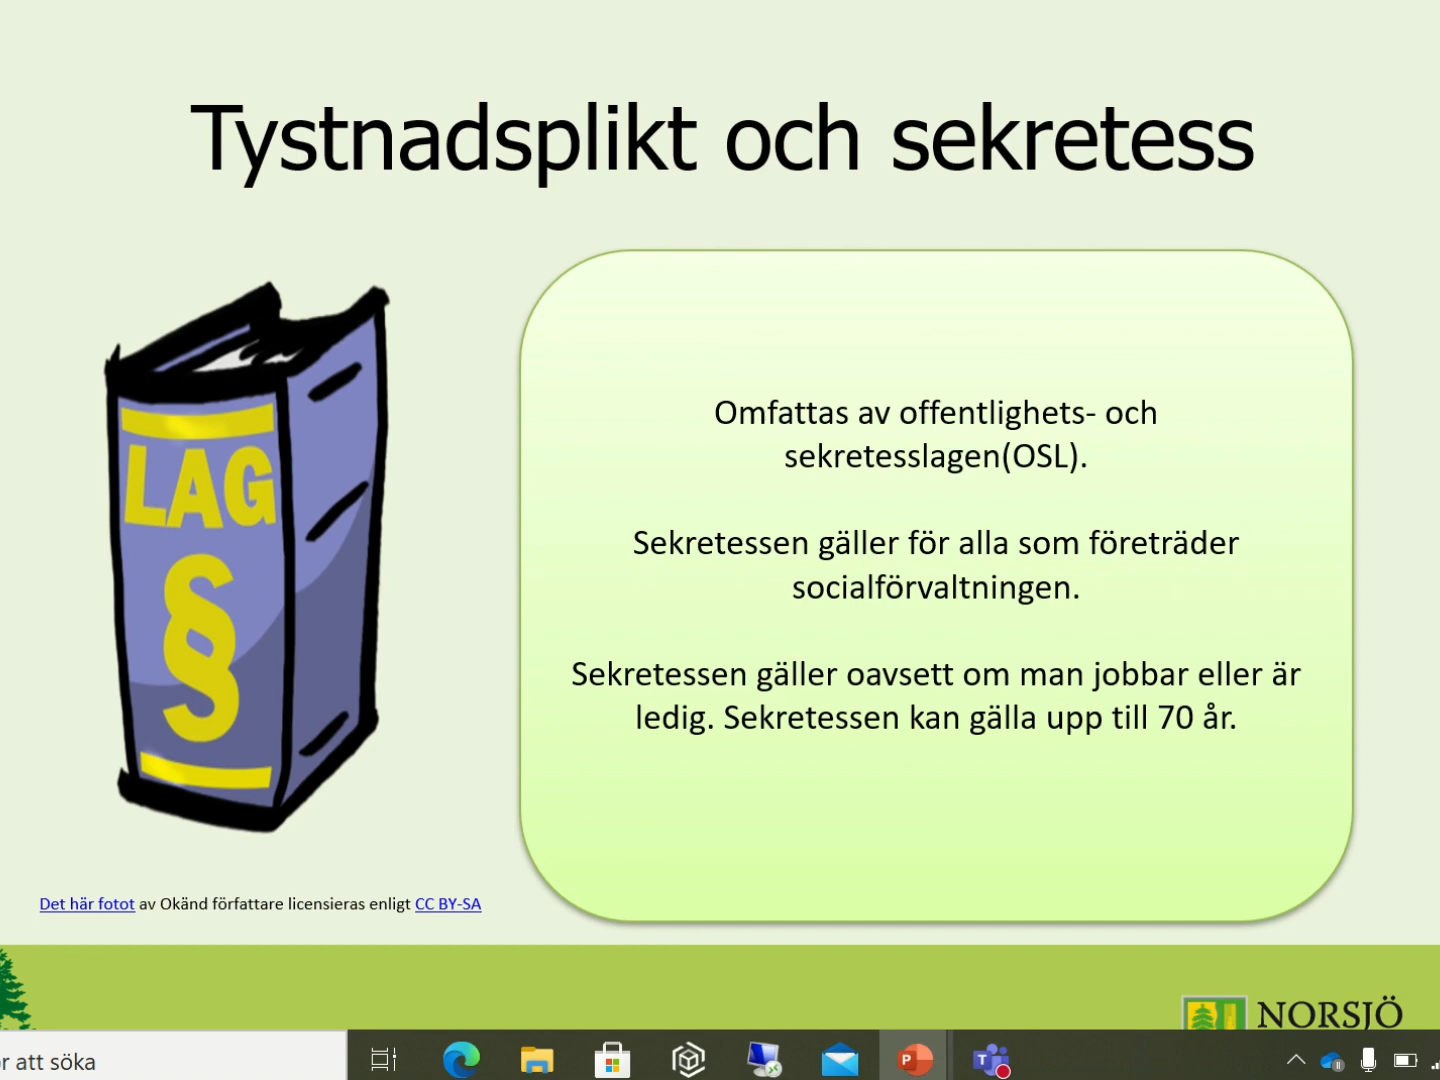 Tystnadsplikt och sekretess
LAG
§
Omfattas av offentlighets- och
sekretesslagen(OSL).
Sekretessen gäller för alla som företräder
socialförvaltningen.
Sekretessen gäller oavsett om man jobbar eller är
ledig. Sekretessen kan gälla upp till 70 år.
Det här fotot av Okänd författare licensieras enligt CC BY-SA
NORSJÖ
r att söka